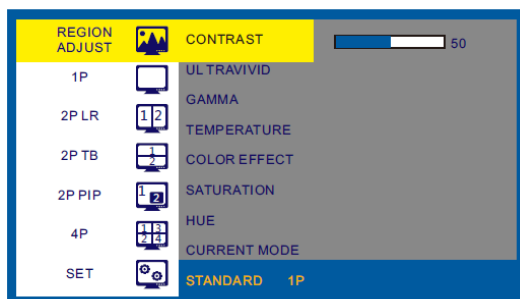 REGION
ADJUST
CONTRAST
50
1P
ULTRAVIVID
GAMMA
2P LR
1 2
TEMPERATURE
2P TB
1
2
COLOR EFFECT
2P PIP
1
2
SATURATION
HUE
4P
1 3
2 4
CURRENT MODE
SET
STANDARD 1P